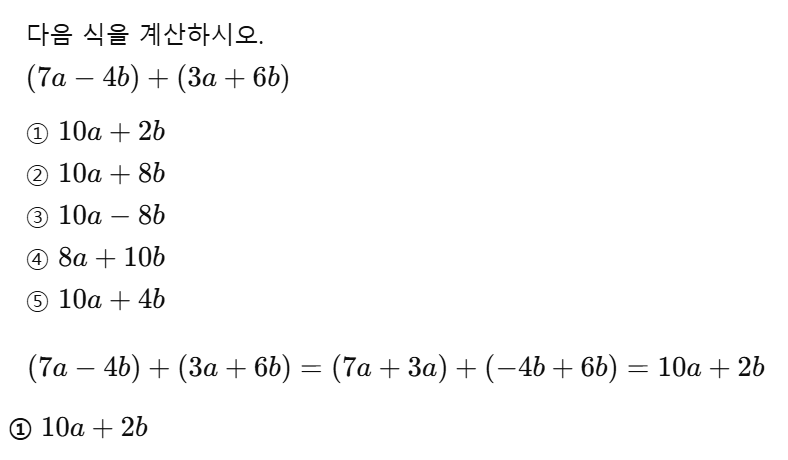 다음 식을 계산하시오.
(7a − 4b) + (3a + 6b)
① 10a + 2b
② 10a + 8b
③ 10a − 8b
④ 8a + 10b
⑤ 10a + 4b
(7a − 4b) + (3a + 6b) = (7a + 3a) + (−4b + 6b) = 10a + 2b
① 10a + 2b